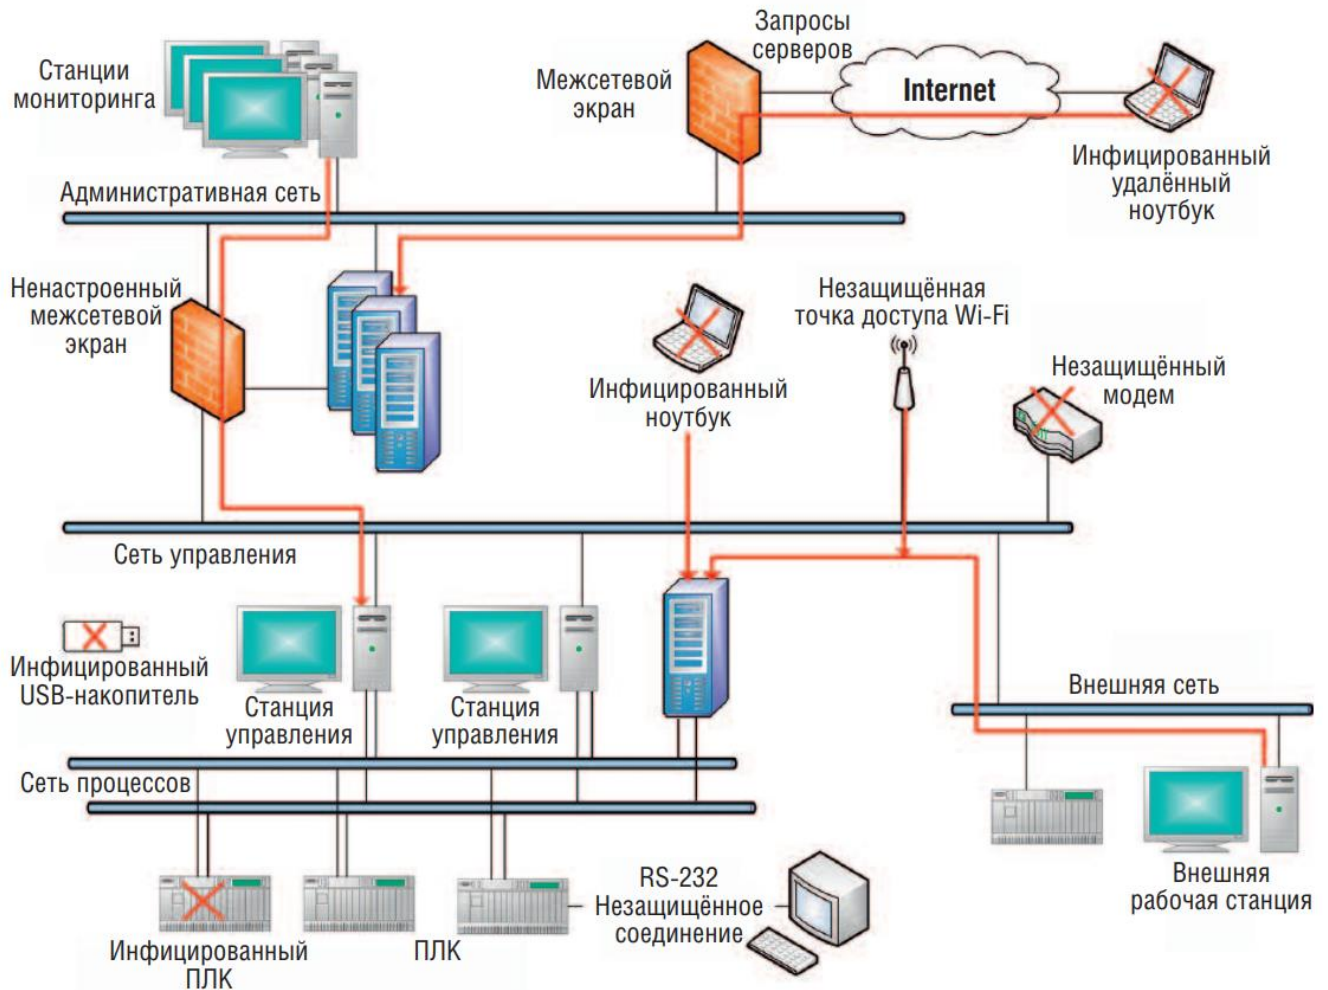 Запросы
серверов
Станции
мониторинга
Межсетевой
экран
Internet
Инфицированный
удалённый
ноутбук
Административная сеть
Ненастроенный
межсетевой
экран
Незащищённая
точка доступа Wi-Fi
Незащищённый
модем
Инфицированный
ноутбук
Сеть управления
Инфицированный
USB-накопитель
Станция
управления
Станция
управления
Внешняя сеть
Сеть процессов
RS-232
Незащищённое
соединение
Внешняя
рабочая станция
Инфицированный
ПЛК
ПЛК